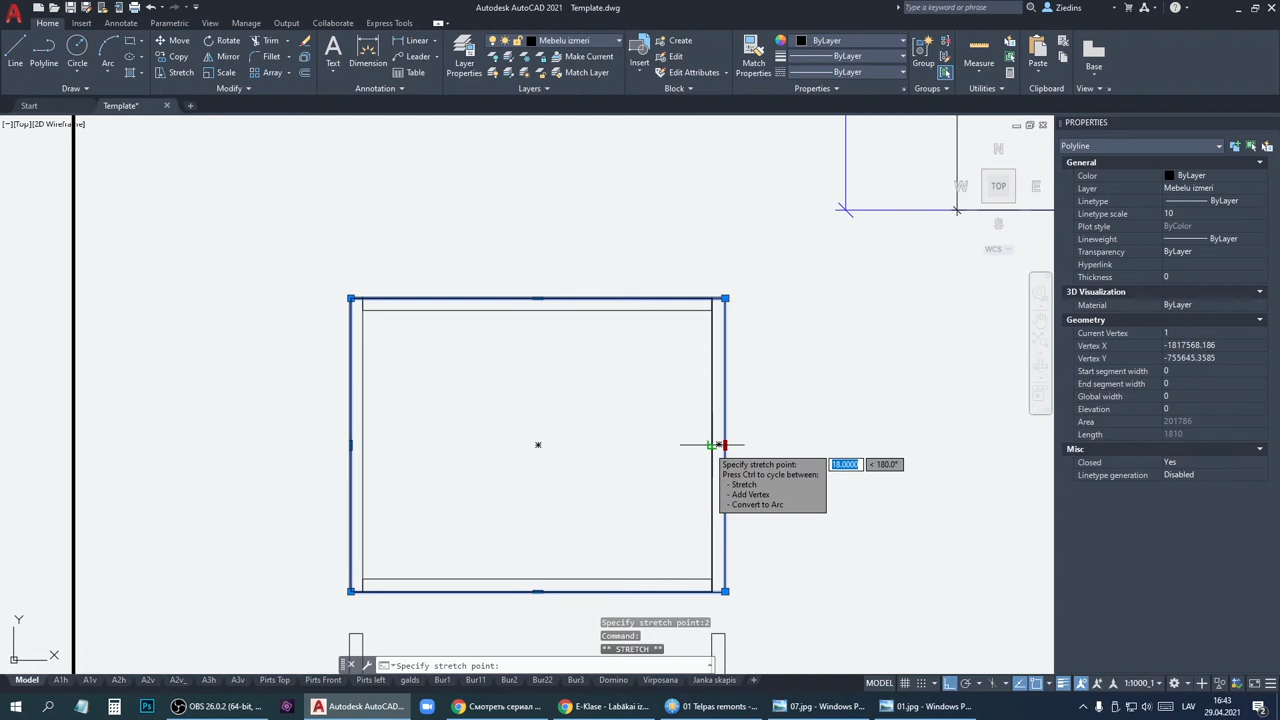 Autodesk AutoCAD 2021 Template.dwg
Type a keyword or phrase
Ziedins
Home Insert Annotate View Manage Output Collaborate Express Tools
Line Polyline Circle Arc
Move Rotate Trim
Copy Mirror Fillet
Stretch Scale Array
Text Dimension
Linear
Leader
Table
Layer Properties
Mebelu izmeri
Make Current
Match Layer
Insert
Create
Edit
Edit Attributes
Match Properties
ByLayer
ByLayer
ByLayer
Group
Measure
Paste
Base
Draw Modify Annotation Layers Block Properties Groups Utilities Clipboard View
Start Template*
[−][Top][2D Wireframe]
N
W TOP E
S
WCS
PROPERTIES
Polyline
General
Color ByLayer
Layer Mebelu izmeri
Linetype ByLayer
Linetype scale 10
Plot style ByColor
Lineweight ByLayer
Transparency ByLayer
Hyperlink
Thickness 0
3D Visualization
Material ByLayer
Geometry
Current Vertex 1
Vertex X -1817568.186
Vertex Y -755645.3585
Start segment width 0
End segment width 0
Global width 0
Elevation 0
Area 201786
Length 1810
Misc
Closed Yes
Linetype generation Disabled
Specify stretch point: 18.0000 < 180.0°
Press Ctrl to cycle between:
- Stretch
- Add Vertex
- Convert to Arc
Y
X
Specify stretch point:2
Command:
** STRETCH **
Specify stretch point:
Model A1h A1v A2h A2v A2v_ A3h A3v Pirts Top Pirts Front Pirts left galds Bur1 Bur11 Bur2 Bur22 Bur3 Domino Virposana Janka skapis +
MODEL 1:1000_1
OBS 26.0.2 (64-bit, ... Autodesk AutoCAD... Смотреть сериал ... E-Klase - Labākai iz... 01 Telpas remonts -... 07.jpg - Windows P... 01.jpg - Windows P...
LAV
16:43
29.04.2021